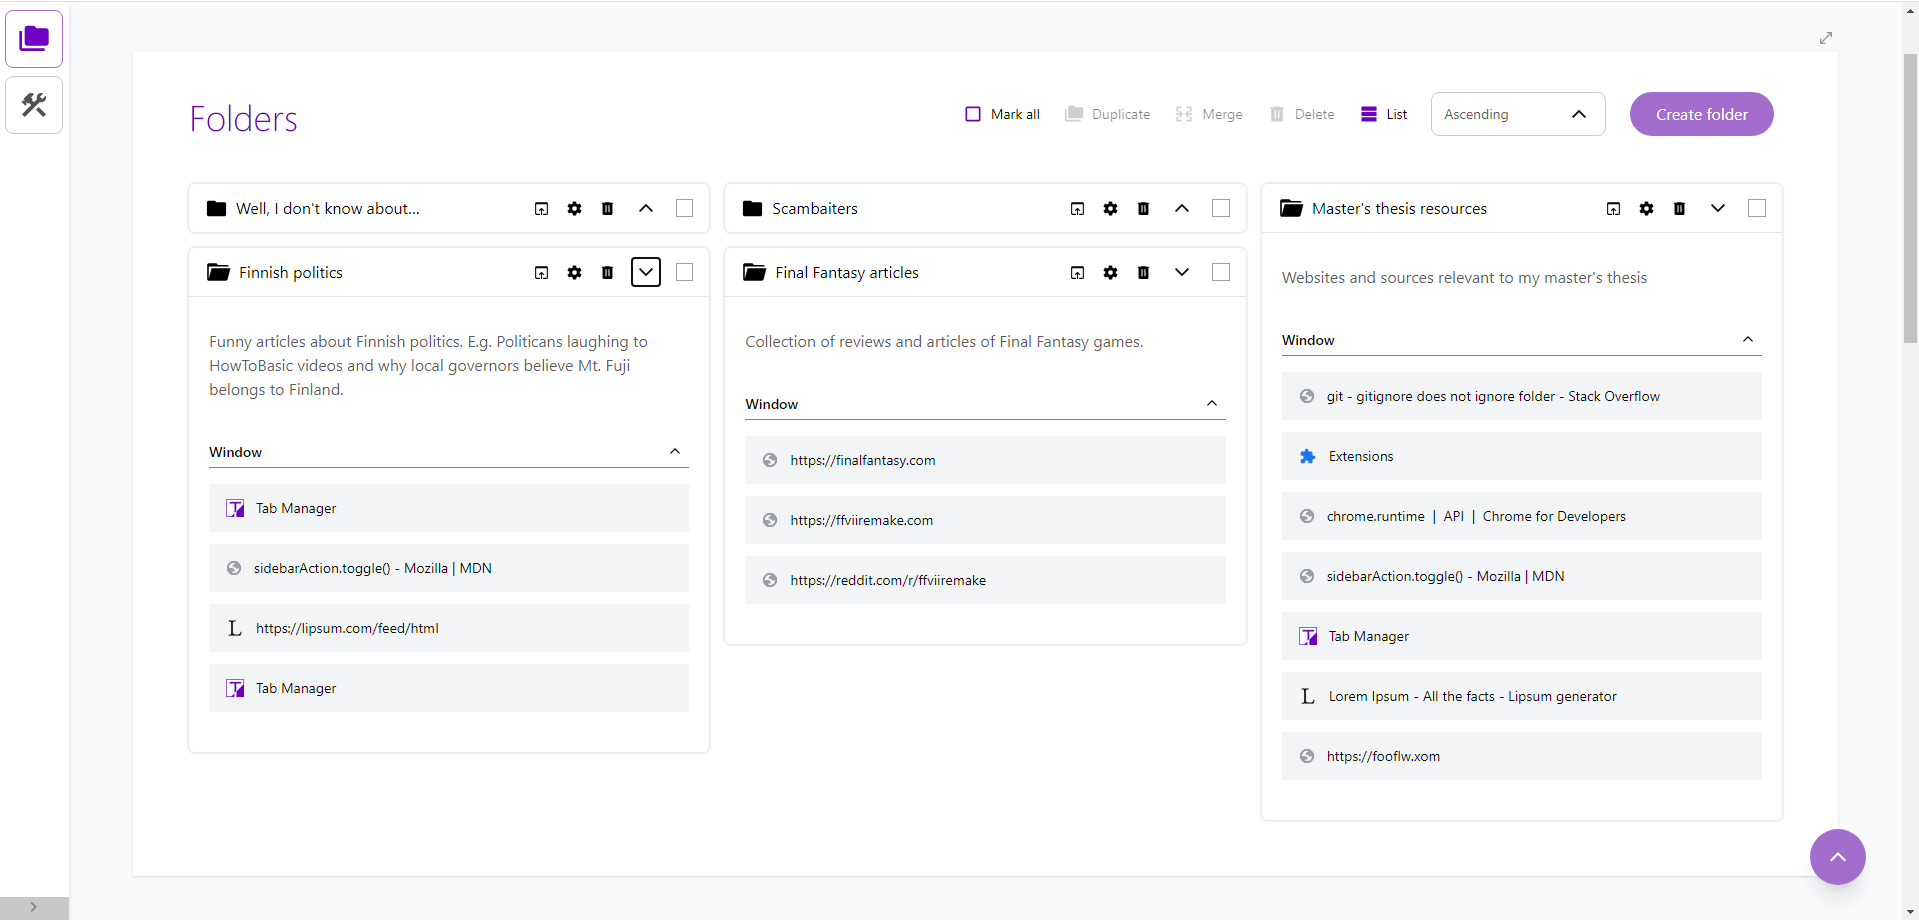 Folders
Mark all
Duplicate
Merge
Delete
List
Ascending
Create folder
Well, I don't know about...
Finnish politics
Funny articles about Finnish politics. E.g. Politicans laughing to
HowToBasic videos and why local governors believe Mt. Fuji
belongs to Finland.
Window
Tab Manager
sidebarAction.toggle() - Mozilla | MDN
L
https://lipsum.com/feed/html
Tab Manager
Scambaiters
Final Fantasy articles
Collection of reviews and articles of Final Fantasy games.
Window
https://finalfantasy.com
https://ffviiremake.com
https://reddit.com/r/ffviiremake
Master's thesis resources
Websites and sources relevant to my master's thesis
Window
git - gitignore does not ignore folder - Stack Overflow
Extensions
chrome.runtime | API | Chrome for Developers
sidebarAction.toggle() - Mozilla | MDN
Tab Manager
L
Lorem Ipsum - All the facts - Lipsum generator
https://fooflw.xom